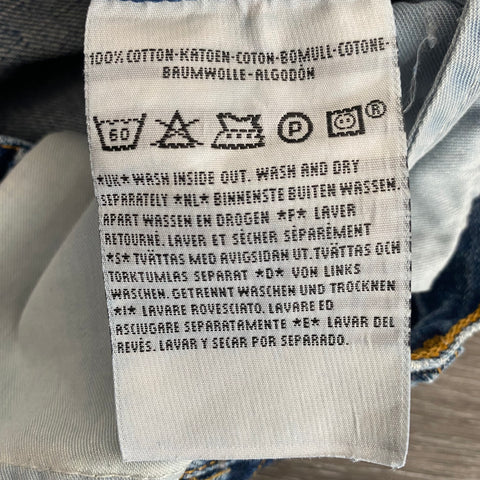 100% COTTON-KATOEN-COTON-BOMULL-COTONE-
BAUMWOLLE-ALGODÓN
60 P ®
*UK* WASH INSIDE OUT. WASH AND DRY
SEPARATELY *NL* BINNENSTE BUITEN WASSEN.
APART WASSEN EN DROGEN *F* LAVER
RETOURNÉ. LAVER ET SÉCHER SÉPARÉMENT
*S* TVÄTTAS MED AVIGSIDAN UT. TVÄTTAS OCH
TORKTUMLAS SEPARAT *D* VON LINKS
WASCHEN. GETRENNT WASCHEN UND TROCKNEN
*I* LAVARE ROVESCIATO. LAVARE ED
ASCIUGARE SEPARATAMENTE *E* LAVAR DEL
REVÉS. LAVAR Y SECAR POR SEPARADO.